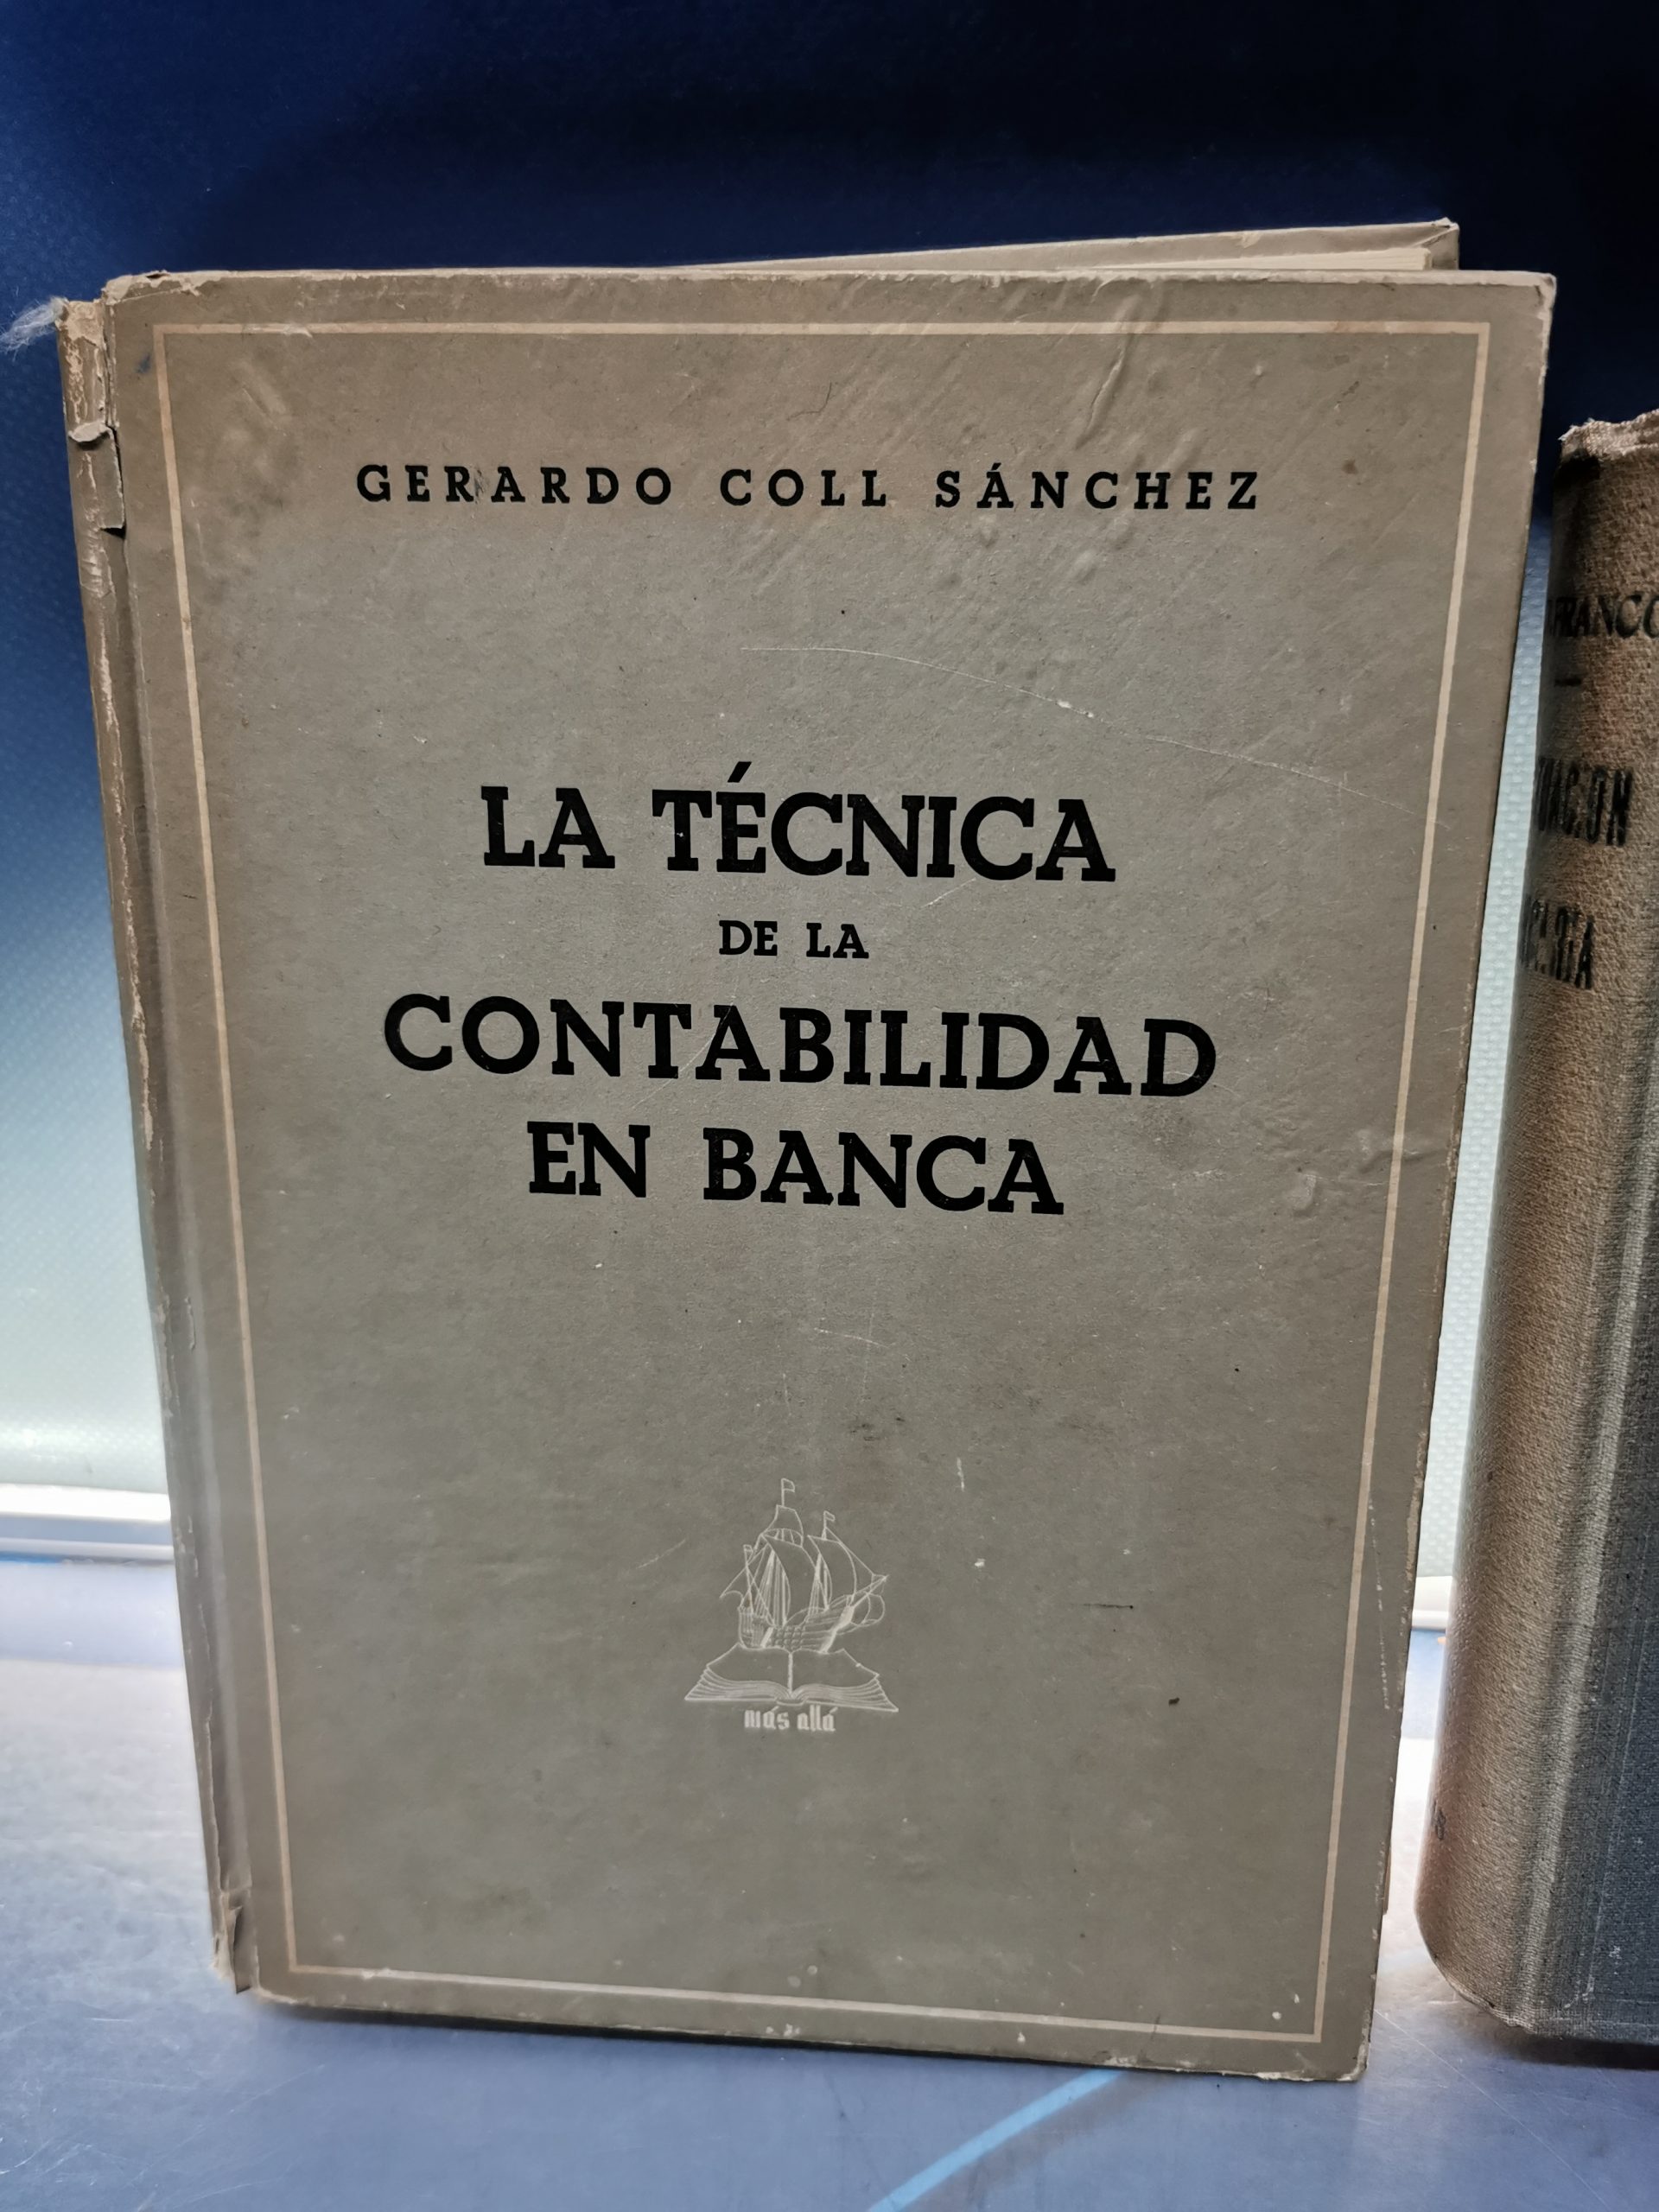 GERARDO COLL SÁNCHEZ
LA TÉCNICA
DE LA
CONTABILIDAD
EN BANCA
más allá